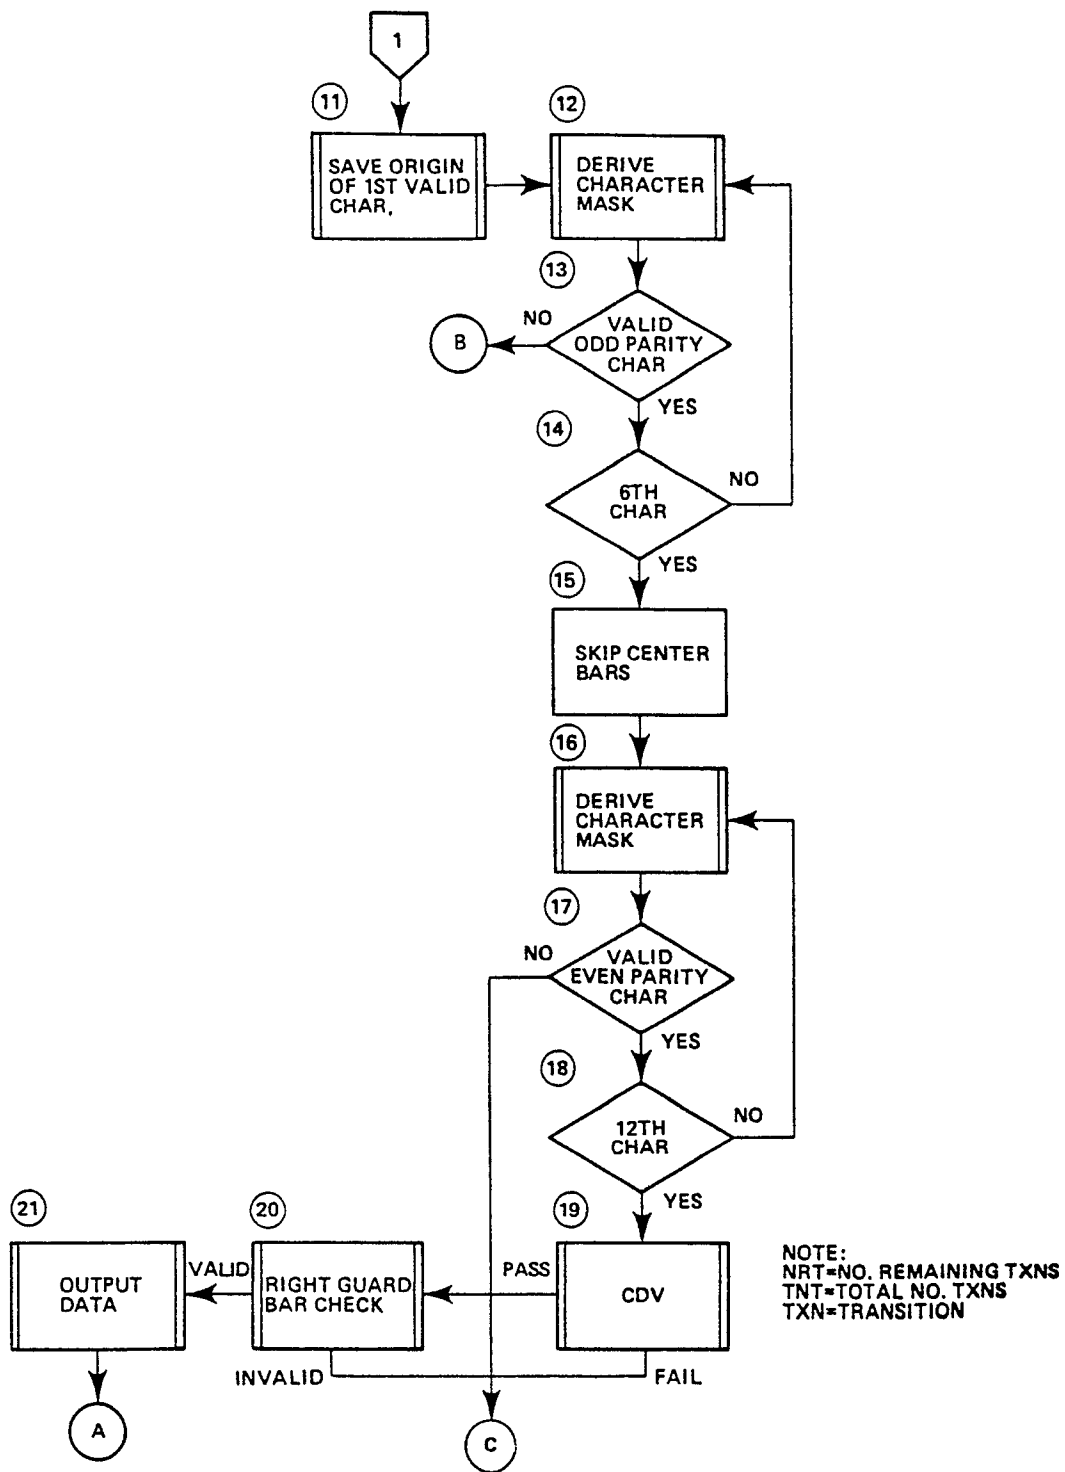 1
11
SAVE ORIGIN
OF 1ST VALID
CHAR.
12
DERIVE
CHARACTER
MASK
13
VALID
ODD PARITY
CHAR
NO
B
YES
14
6TH
CHAR
NO
YES
15
SKIP CENTER
BARS
16
DERIVE
CHARACTER
MASK
17
VALID
EVEN PARITY
CHAR
NO
YES
18
12TH
CHAR
NO
YES
19
CDV
PASS
FAIL
20
RIGHT GUARD
BAR CHECK
VALID
INVALID
21
OUTPUT
DATA
A
C
NOTE:
NRT=NO. REMAINING TXNS
TNT=TOTAL NO. TXNS
TXN=TRANSITION